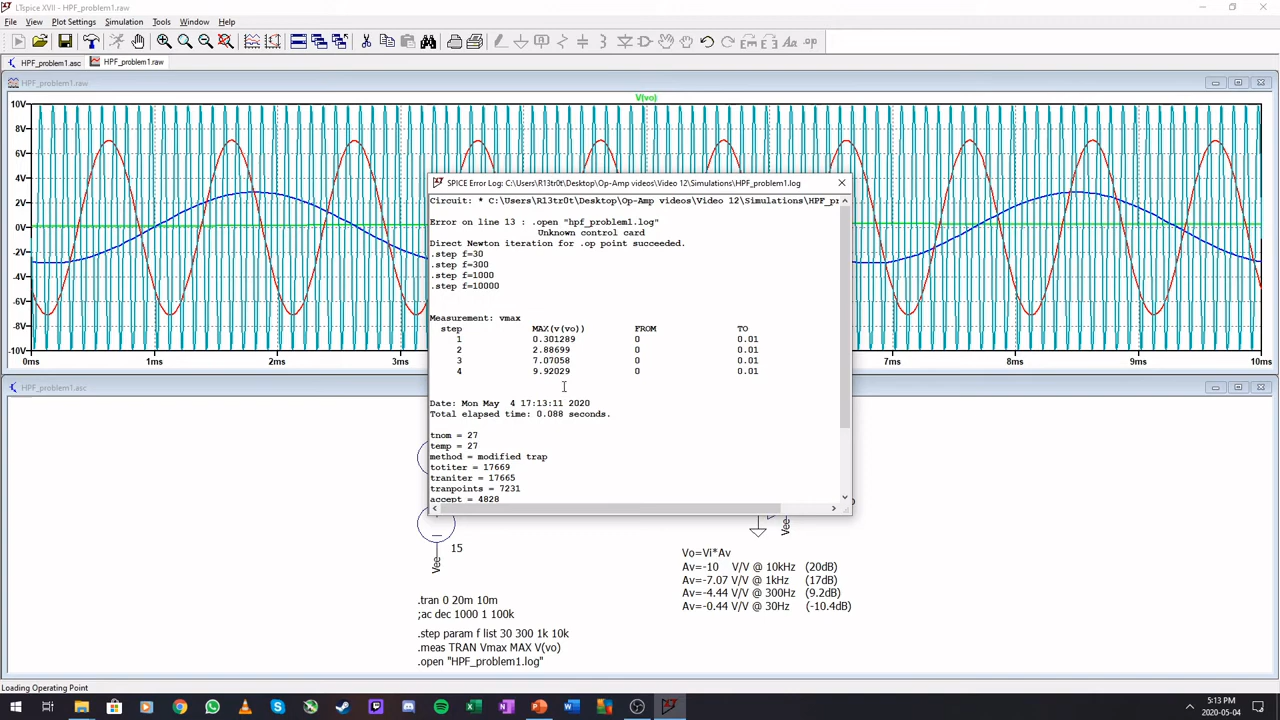 LTspice XVII - HPF_problem1.raw
File View Plot Settings Simulation Tools Window Help
HPF_problem1.asc HPF_problem1.raw
HPF_problem1.raw
V(vo)
10V
8V
6V
4V
2V
0V
-2V
-4V
-6V
-8V
-10V
0ms 1ms 2ms 3ms 7ms 8ms 9ms 10ms
SPICE Error Log: C:\Users\R13tr0t\Desktop\Op-Amp videos\Video 12\Simulations\HPF_problem1.log
Circuit: * C:\Users\R13tr0t\Desktop\Op-Amp videos\Video 12\Simulations\HPF_pr
Error on line 13 : .open "hpf_problem1.log"
Unknown control card
Direct Newton iteration for .op point succeeded.
.step f=30
.step f=300
.step f=1000
.step f=10000
Measurement: vmax
step MAX(v(vo)) FROM TO
1 0.301289 0 0.01
2 2.88699 0 0.01
3 7.07058 0 0.01
4 9.92029 0 0.01
Date: Mon May 4 17:13:11 2020
Total elapsed time: 0.088 seconds.
tnom = 27
temp = 27
method = modified trap
totiter = 17669
traniter = 17665
tranpoints = 7231
accept = 4828
HPF_problem1.asc
15
Vee
Vee
Vo=Vi*Av
Av=-10 V/V @ 10kHz (20dB)
Av=-7.07 V/V @ 1kHz (17dB)
Av=-4.44 V/V @ 300Hz (9.2dB)
Av=-0.44 V/V @ 30Hz (-10.4dB)
.tran 0 20m 10m
;ac dec 1000 1 100k
.step param f list 30 300 1k 10k
.meas TRAN Vmax MAX V(vo)
.open "HPF_problem1.log"
Loading Operating Point
5:13 PM
2020-05-04